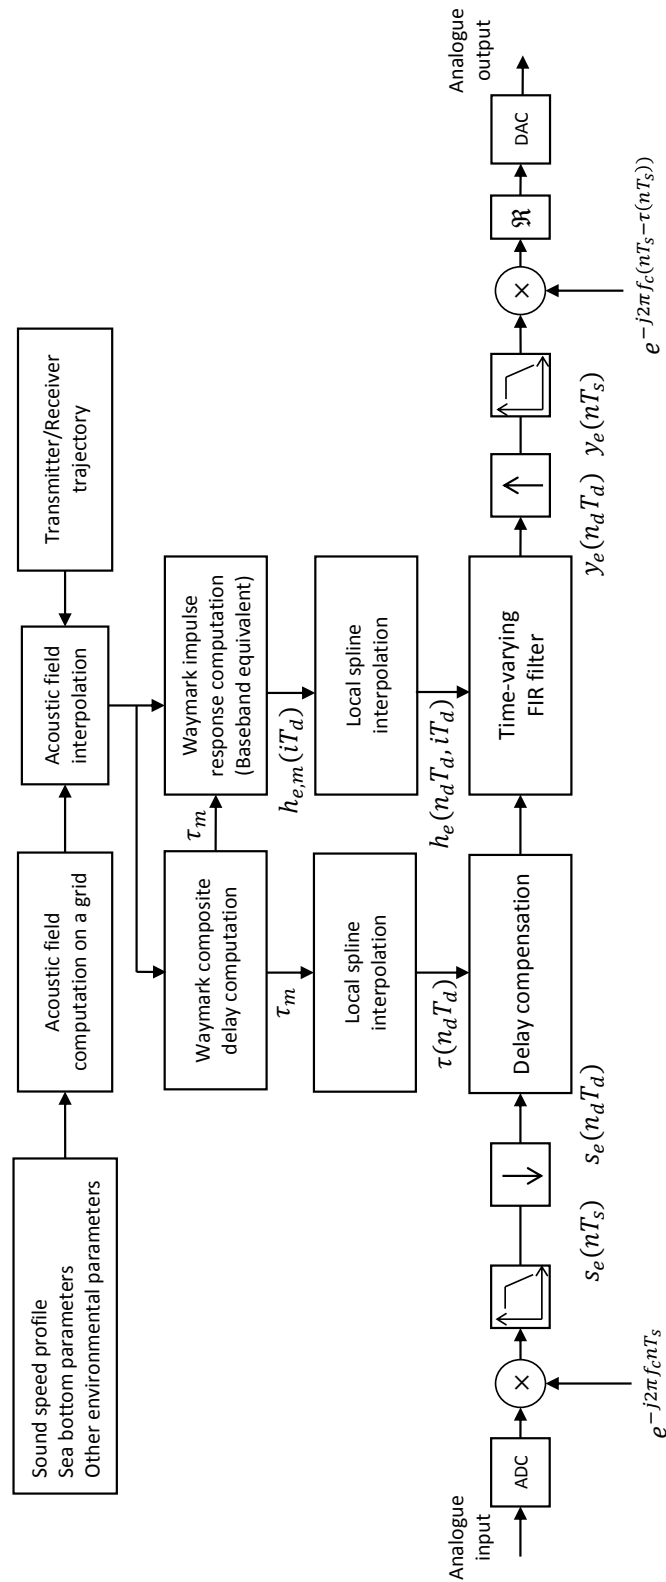 Sound speed profile
Sea bottom parameters
Other environmental parameters
Acoustic field
computation on a grid
Acoustic field
interpolation
Transmitter/Receiver
trajectory
Waymark composite
delay computation
τ_m
Waymark impulse
response computation
(Baseband equivalent)
τ_m
h_{e,m}(iT_d)
Local spline
interpolation
Local spline
interpolation
τ(n_dT_d)
h_e(n_dT_d, iT_d)
Analogue
input
ADC
×
e^{-j2πf_cnT_s}
s_e(nT_s)
↓
s_e(n_dT_d)
Delay compensation
Time-varying
FIR filter
y_e(n_dT_d)
↑
y_e(nT_s)
×
e^{-j2πf_c(nT_s-τ(nT_s))}
ℜ
DAC
Analogue
output